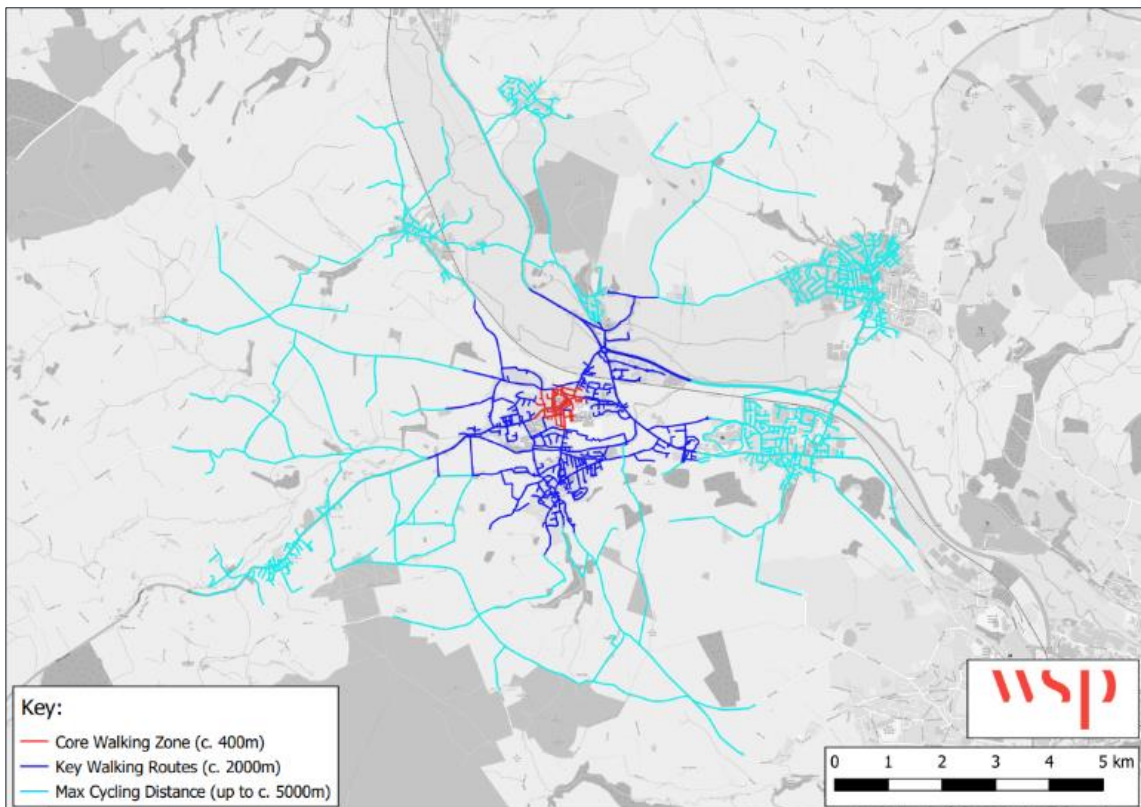 wsp
Key:
Core Walking Zone (c. 400m)
Key Walking Routes (c. 2000m)
Max Cycling Distance (up to c. 5000m)
0 1 2 3 4 5 km